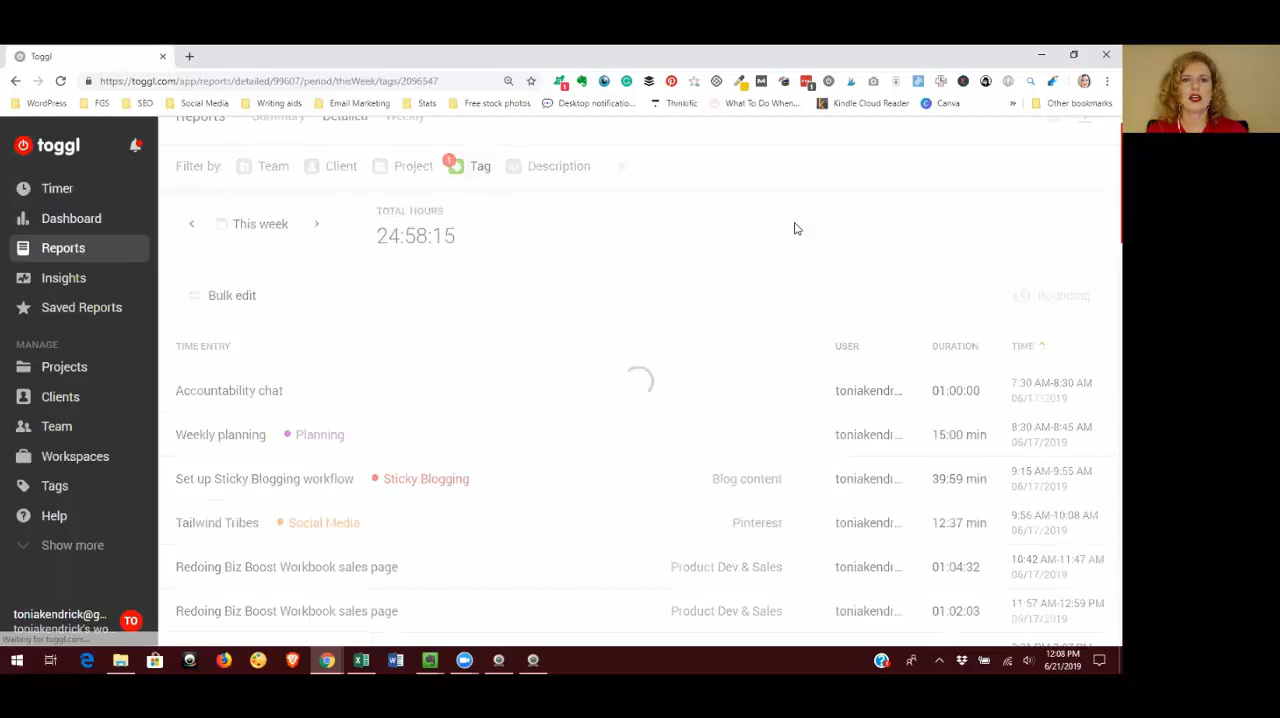 Toggl
https://toggl.com/app/reports/detailed/99607/period/thisWeek/tags/2096547
WordPress FGS SEO Social Media Writing aids Email Marketing Stats Free stock photos Desktop notificatio... Thinkific What To Do When... Kindle Cloud Reader Canva » Other bookmarks
toggl
Timer
Dashboard
Reports
Insights
Saved Reports
MANAGE
Projects
Clients
Team
Workspaces
Tags
Help
Show more
toniakendrick@g...
toniakendrick's wo...
TO
Waiting for toggl.com...
Reports Summary Detailed Weekly
Filter by: Team Client Project 1 Tag Description
This week
TOTAL HOURS
24:58:15
Bulk edit Rounding
TIME ENTRY USER DURATION TIME
Accountability chat toniakendr... 01:00:00 7:30 AM-8:30 AM
06/17/2019
Weekly planning Planning toniakendr... 15:00 min 8:30 AM-8:45 AM
06/17/2019
Set up Sticky Blogging workflow Sticky Blogging Blog content toniakendr... 39:59 min 9:15 AM-9:55 AM
06/17/2019
Tailwind Tribes Social Media Pinterest toniakendr... 12:37 min 9:56 AM-10:08 AM
06/17/2019
Redoing Biz Boost Workbook sales page Product Dev & Sales toniakendr... 01:04:32 10:42 AM-11:47 AM
06/17/2019
Redoing Biz Boost Workbook sales page Product Dev & Sales toniakendr... 01:02:03 11:57 AM-12:59 PM
06/17/2019
12:08 PM
6/21/2019